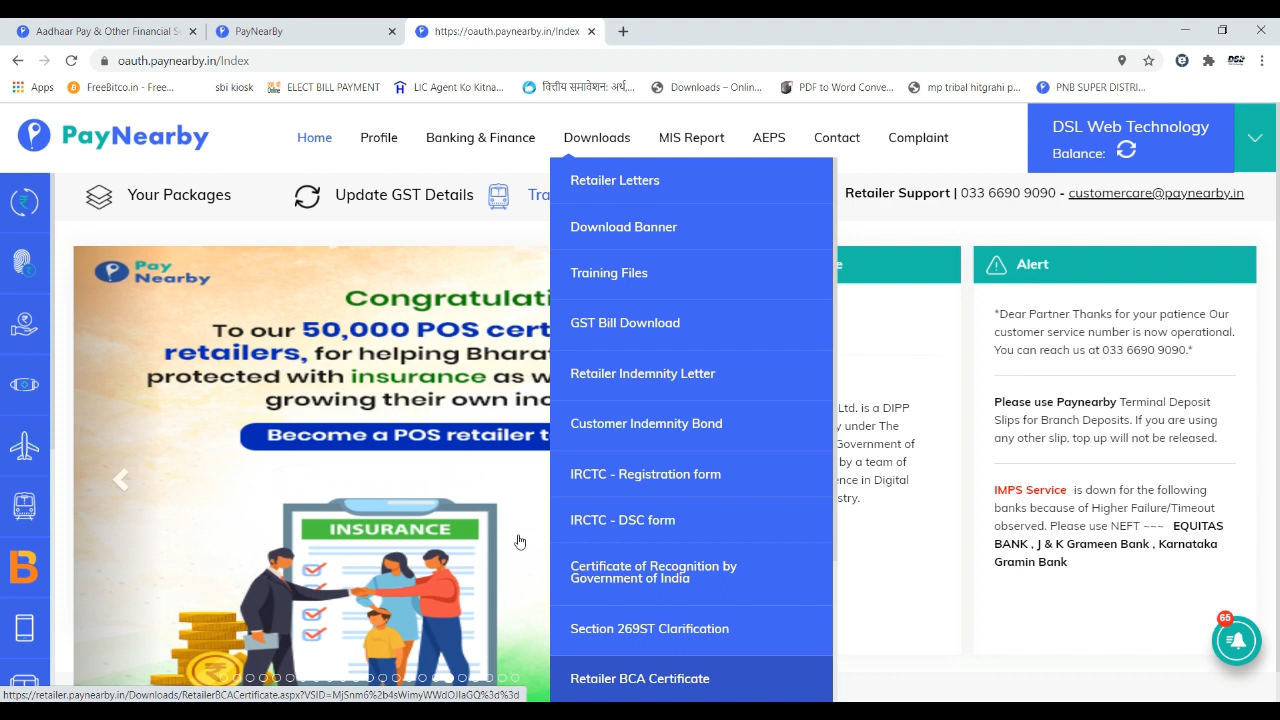 Aadhaar Pay & Other Financial S
PayNearBy
https://oauth.paynearby.in/Index
oauth.paynearby.in/Index
Apps
FreeBitco.in - Free...
sbi kiosk
ELECT BILL PAYMENT
LIC Agent Ko Kitna...
वित्तीय समावेशन: अर्थ,...
Downloads – Onlin...
PDF to Word Conve...
mp tribal hitgrahi p...
PNB SUPER DISTRI...
PayNearby
Home
Profile
Banking & Finance
Downloads
MIS Report
AEPS
Contact
Complaint
DSL Web Technology
Balance:
Your Packages
Update GST Details
Tra
Retailer Support | 033 6690 9090 - customercare@paynearby.in
Retailer Letters
Download Banner
Training Files
GST Bill Download
Retailer Indemnity Letter
Customer Indemnity Bond
IRCTC - Registration form
IRCTC - DSC form
Certificate of Recognition by
Government of India
Section 269ST Clarification
Retailer BCA Certificate
Pay
Nearby
Congratulati
To our 50,000 POS cert
retailers, for helping Bharat
protected with insurance as w
growing their own inc
Become a POS retailer t
INSURANCE
e
Ltd. is a DIPP
y under The
Government of
by a team of
ence in Digital
stry.
Alert
*Dear Partner Thanks for your patience Our
customer service number is now operational.
You can reach us at 033 6690 9090.*
Please use Paynearby Terminal Deposit
Slips for Branch Deposits. If you are using
any other slip, top up will not be released.
IMPS Service is down for the following
banks because of Higher Failure/Timeout
observed. Please use NEFT ~~~ EQUITAS
BANK , J & K Grameen Bank , Karnataka
Gramin Bank
65
https://retailer.paynearby.in/Downloads/RetailerBCACertificate.aspx?VSID=MjSnm6%2b4sWimyWWdOJIaGQ%3d%3d